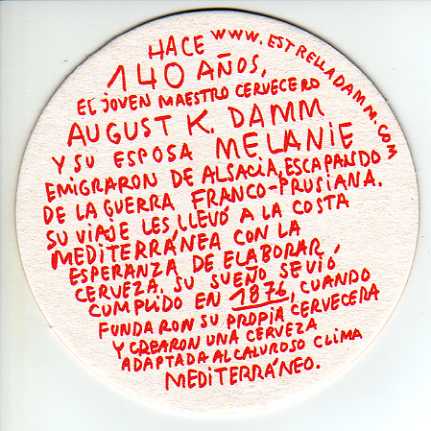 HACE
140 AÑOS,
EL JOVEN MAESTRO CERVECERO
AUGUST K. DAMM
Y SU ESPOSA MELANIE
EMIGRARON DE ALSACIA, ESCAPANDO
DE LA GUERRA FRANCO-PRUSIANA.
SU VIAJE LES LLEVÓ A LA COSTA
MEDITERRÁNEA CON LA
ESPERANZA DE ELABORAR
CERVEZA. SU SUEÑO SE VIÓ
CUMPLIDO EN 1876, CUANDO
FUNDARON SU PROPIA CERVECERA
Y CREARON UNA CERVEZA
ADAPTADA AL CALUROSO CLIMA
MEDITERRÁNEO.
WWW.ESTRELLADAMM.COM